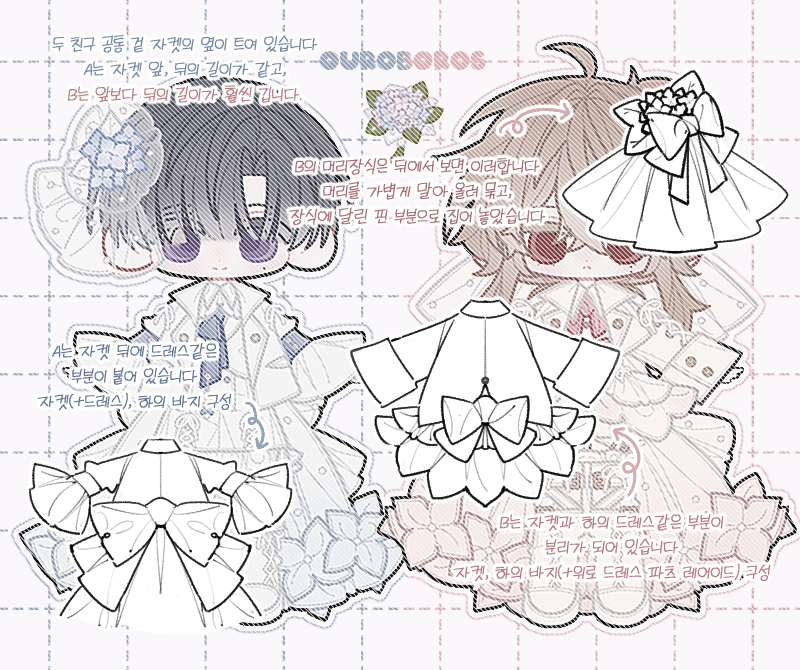 두 친구 공통 겉 자켓의 옆이 트여 있습니다
A는 자켓 앞, 뒤의 길이가 같고,
B는 앞보다 뒤의 길이가 훨씬 깁니다.
OUROBOROS
B의 머리장식은 뒤에서 보면 이러합니다
머리를 가볍게 말아 올려 묶고,
장식에 달린 핀 부분으로 집어 놓았습니다
A는 자켓 뒤에 드레스같은
부분이 붙어 있습니다
자켓(+드레스), 하의 바지 구성
B는 자켓과 하의 드레스같은 부분이
분리가 되어 있습니다
자켓, 하의 바지(+위로 드레스 파츠 레이어드),구성